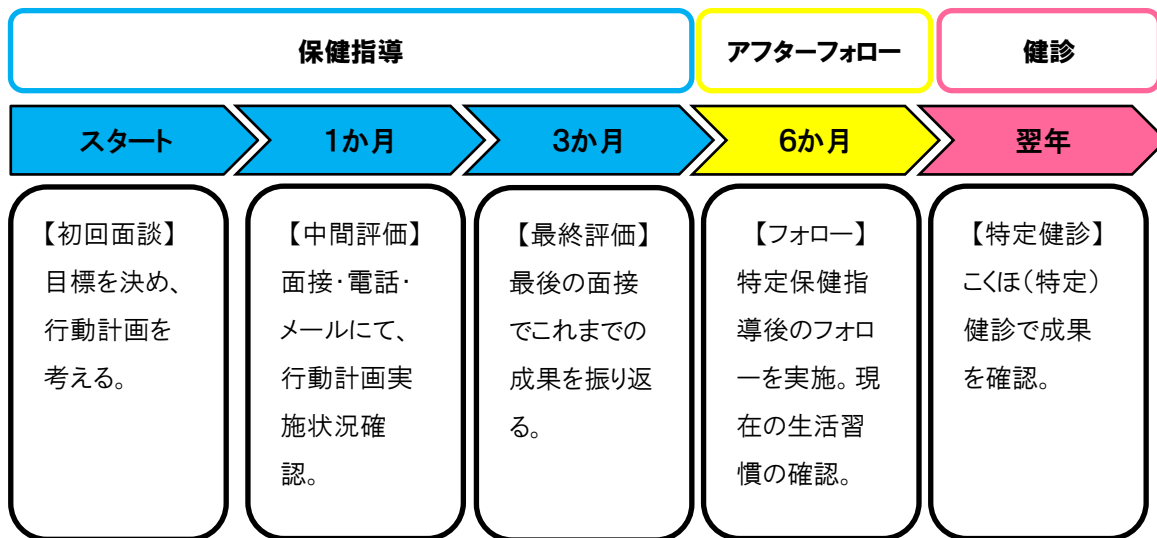 保健指導
アフターフォロー
健診
スタート
1か月
3か月
6か月
翌年
【初回面談】
目標を決め、
行動計画を
考える。
【中間評価】
面接・電話・
メールにて、
行動計画実
施状況確
認。
【最終評価】
最後の面接
でこれまでの
成果を振り返
る。
【フォロー】
特定保健指
導後のフォロ
ーを実施。現
在の生活習
慣の確認。
【特定健診】
こくほ（特定）
健診で成果
を確認。